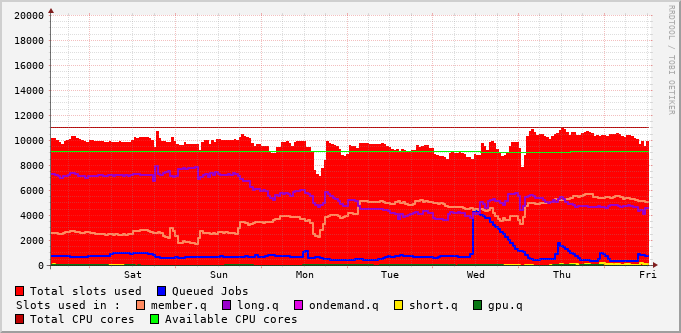 20000
18000
16000
14000
12000
10000
8000
6000
4000
2000
0
Sat Sun Mon Tue Wed Thu Fri
Total slots used Queued Jobs
Slots used in : member.q long.q ondemand.q short.q gpu.q
Total CPU cores Available CPU cores
RRDTOOL / TOBI OETIKER